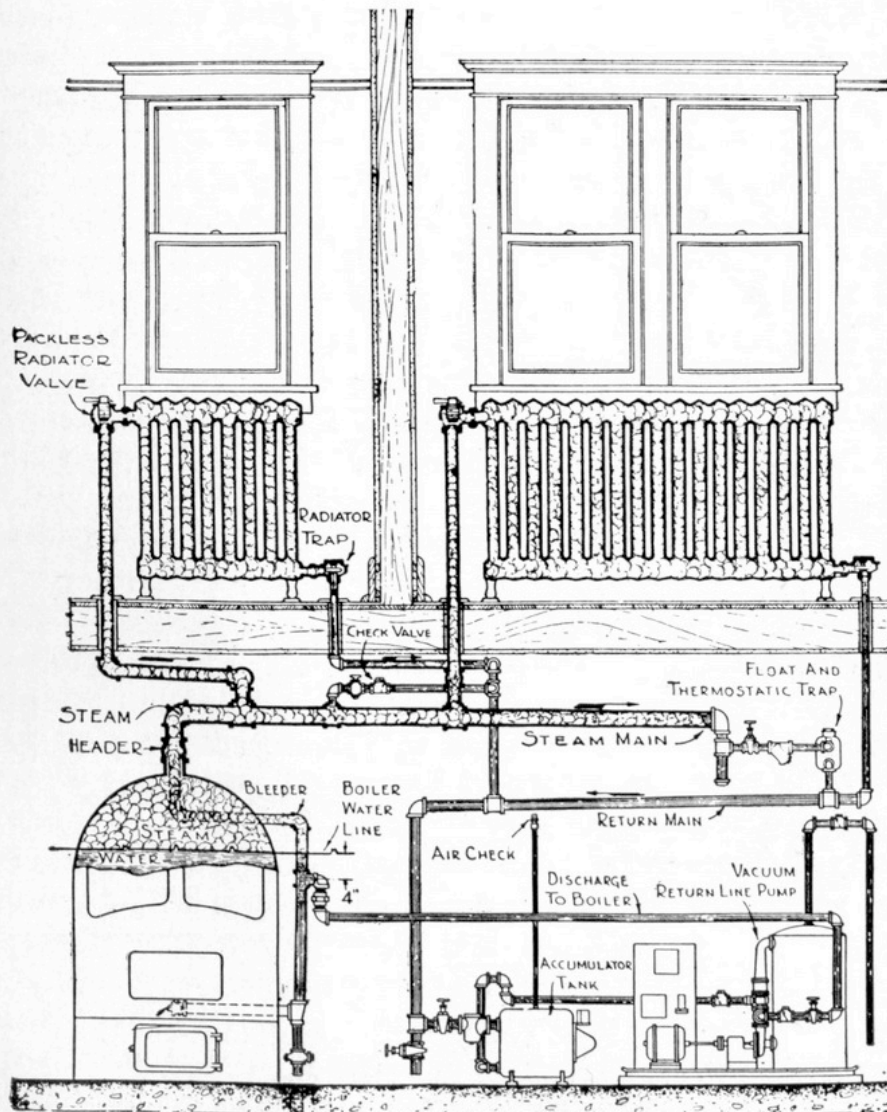 PACKLESS
RADIATOR
VALVE
RADIATOR
TRAP
CHECK VALVE
FLOAT AND
THERMOSTATIC TRAP
STEAM
HEADER
STEAM MAIN
BLEEDER
BOILER
WATER
LINE
RETURN MAIN
STEAM
WATER
AIR CHECK
4"
DISCHARGE
TO BOILER
VACUUM
RETURN LINE PUMP
ACCUMULATOR
TANK